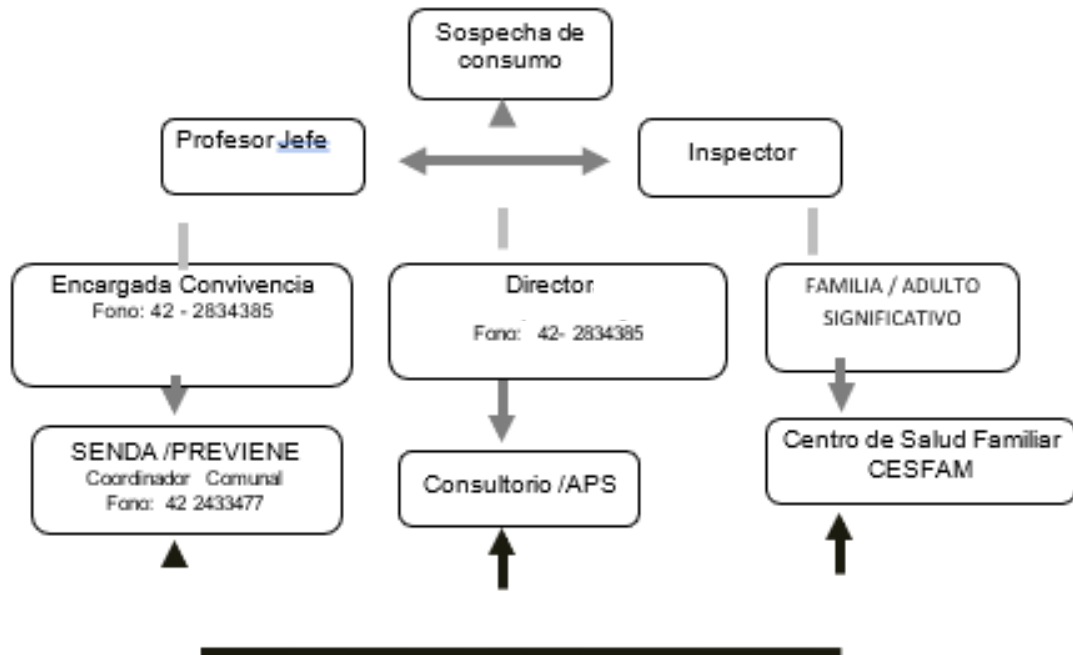 Sospecha de
consumo
Profesor Jefe
Inspector
Encargada Convivencia
Fono: 42 - 2834385
Director
Fono: 42- 2834385
FAMILIA / ADULTO
SIGNIFICATIVO
SENDA /PREVIENE
Coordinador Comunal
Fono: 42 2433477
Consultorio /APS
Centro de Salud Familiar
CESFAM